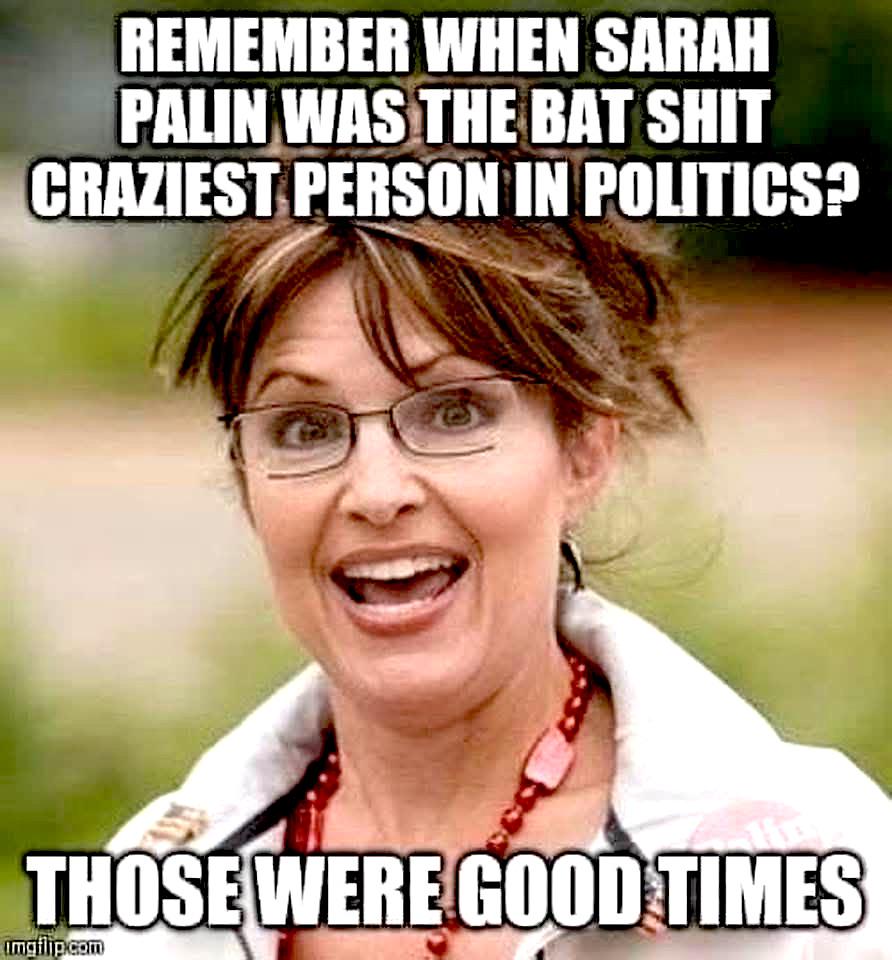 REMEMBER WHEN SARAH
PALIN WAS THE BAT SHIT
CRAZIEST PERSON IN POLITICS?
THOSE WERE GOOD TIMES
imgflip.com